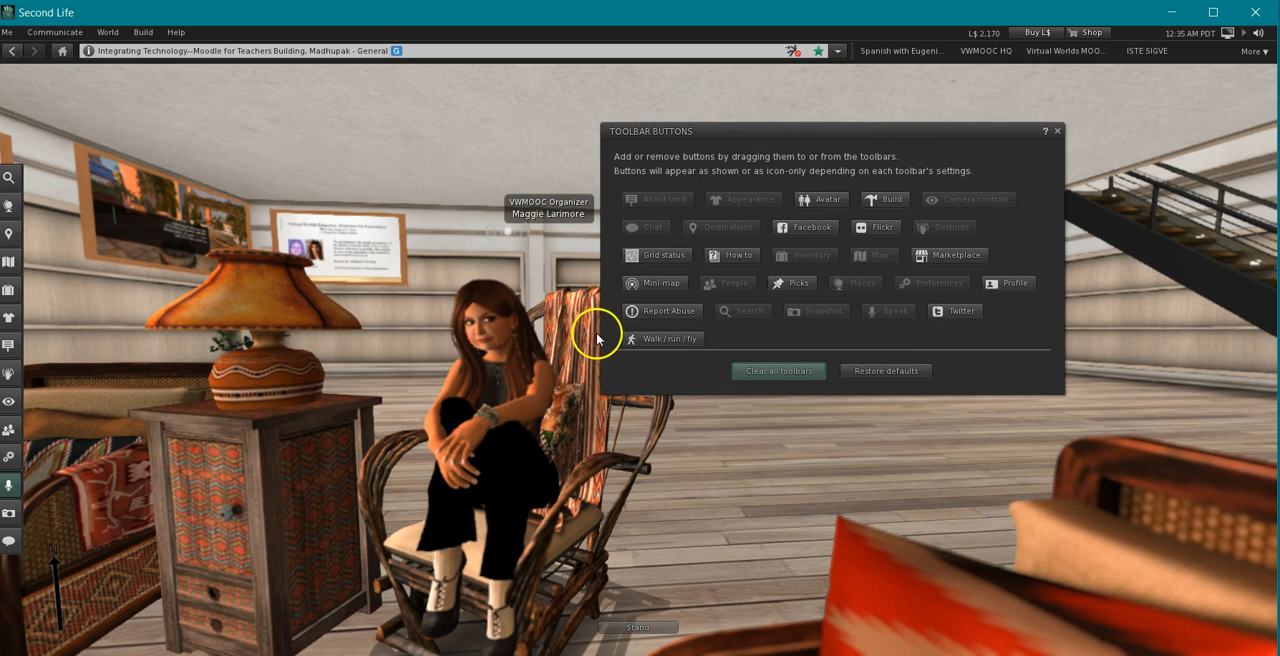 Second Life
Me Communicate World Build Help
L$ 2,170 Buy L$ Shop 12:35 AM PDT
Integrating Technology--Moodle for Teachers Building, Madhupak - General G
Spanish with Eugeni... VWMOOC HQ Virtual Worlds MOO... ISTE SIGVE More
TOOLBAR BUTTONS ?
Add or remove buttons by dragging them to or from the toolbars.
Buttons will appear as shown or as icon-only depending on each toolbar's settings.
About land Appearance Avatar Build Camera controls
Chat Destinations Facebook Flickr Gestures
Grid status How to Inventory Map Marketplace
Mini-map People Picks Places Preferences Profile
Report Abuse Search Snapshot Speak Twitter
Walk / run / fly
Clear all toolbars Restore defaults
VWMOOC Organizer
Maggie Larimore
N
Stand